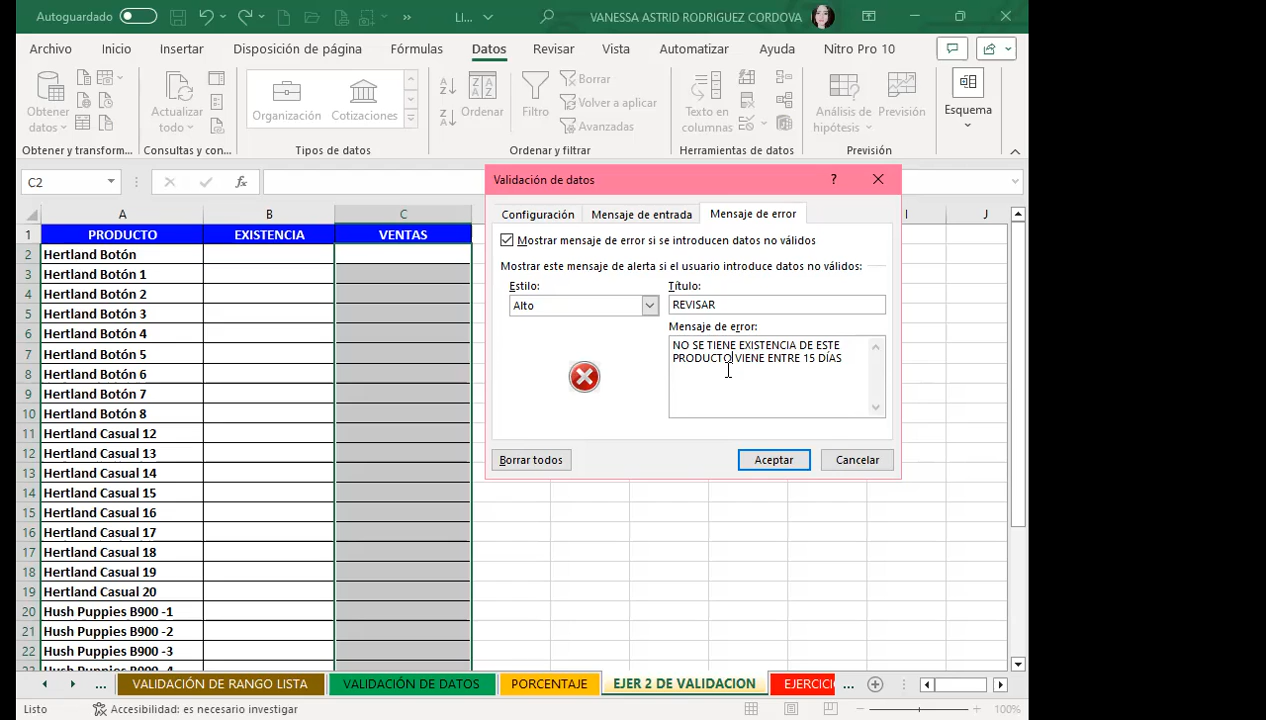 Autoguardado
LI...
VANESSA ASTRID RODRIGUEZ CORDOVA
Archivo Inicio Insertar Disposición de página Fórmulas Datos Revisar Vista Automatizar Ayuda Nitro Pro 10
Obtener datos
Actualizar todo
Organización
Cotizaciones
Ordenar
Filtro
Borrar
Volver a aplicar
Avanzadas
Texto en columnas
Análisis de hipótesis
Previsión
Esquema
Obtener y transform... Consultas y con... Tipos de datos Ordenar y filtrar Herramientas de datos Previsión
C2
fx
Validación de datos
?
Configuración Mensaje de entrada Mensaje de error
Mostrar mensaje de error si se introducen datos no válidos
Mostrar este mensaje de alerta si el usuario introduce datos no válidos:
Estilo:
Alto
Título:
REVISAR
Mensaje de error:
NO SE TIENE EXISTENCIA DE ESTE
PRODUCTO VIENE ENTRE 15 DÍAS
Borrar todos Aceptar Cancelar
A B C I J
1 PRODUCTO EXISTENCIA VENTAS
2 Hertland Botón
3 Hertland Botón 1
4 Hertland Botón 2
5 Hertland Botón 3
6 Hertland Botón 4
7 Hertland Botón 5
8 Hertland Botón 6
9 Hertland Botón 7
10 Hertland Botón 8
11 Hertland Casual 12
12 Hertland Casual 13
13 Hertland Casual 14
14 Hertland Casual 15
15 Hertland Casual 16
16 Hertland Casual 17
17 Hertland Casual 18
18 Hertland Casual 19
19 Hertland Casual 20
20 Hush Puppies B900 -1
21 Hush Puppies B900 -2
22 Hush Puppies B900 -3
23 Hush Puppies B900 -4
... VALIDACIÓN DE RANGO LISTA VALIDACIÓN DE DATOS PORCENTAJE EJER 2 DE VALIDACION EJERCICI ...
Listo Accesibilidad: es necesario investigar 100%